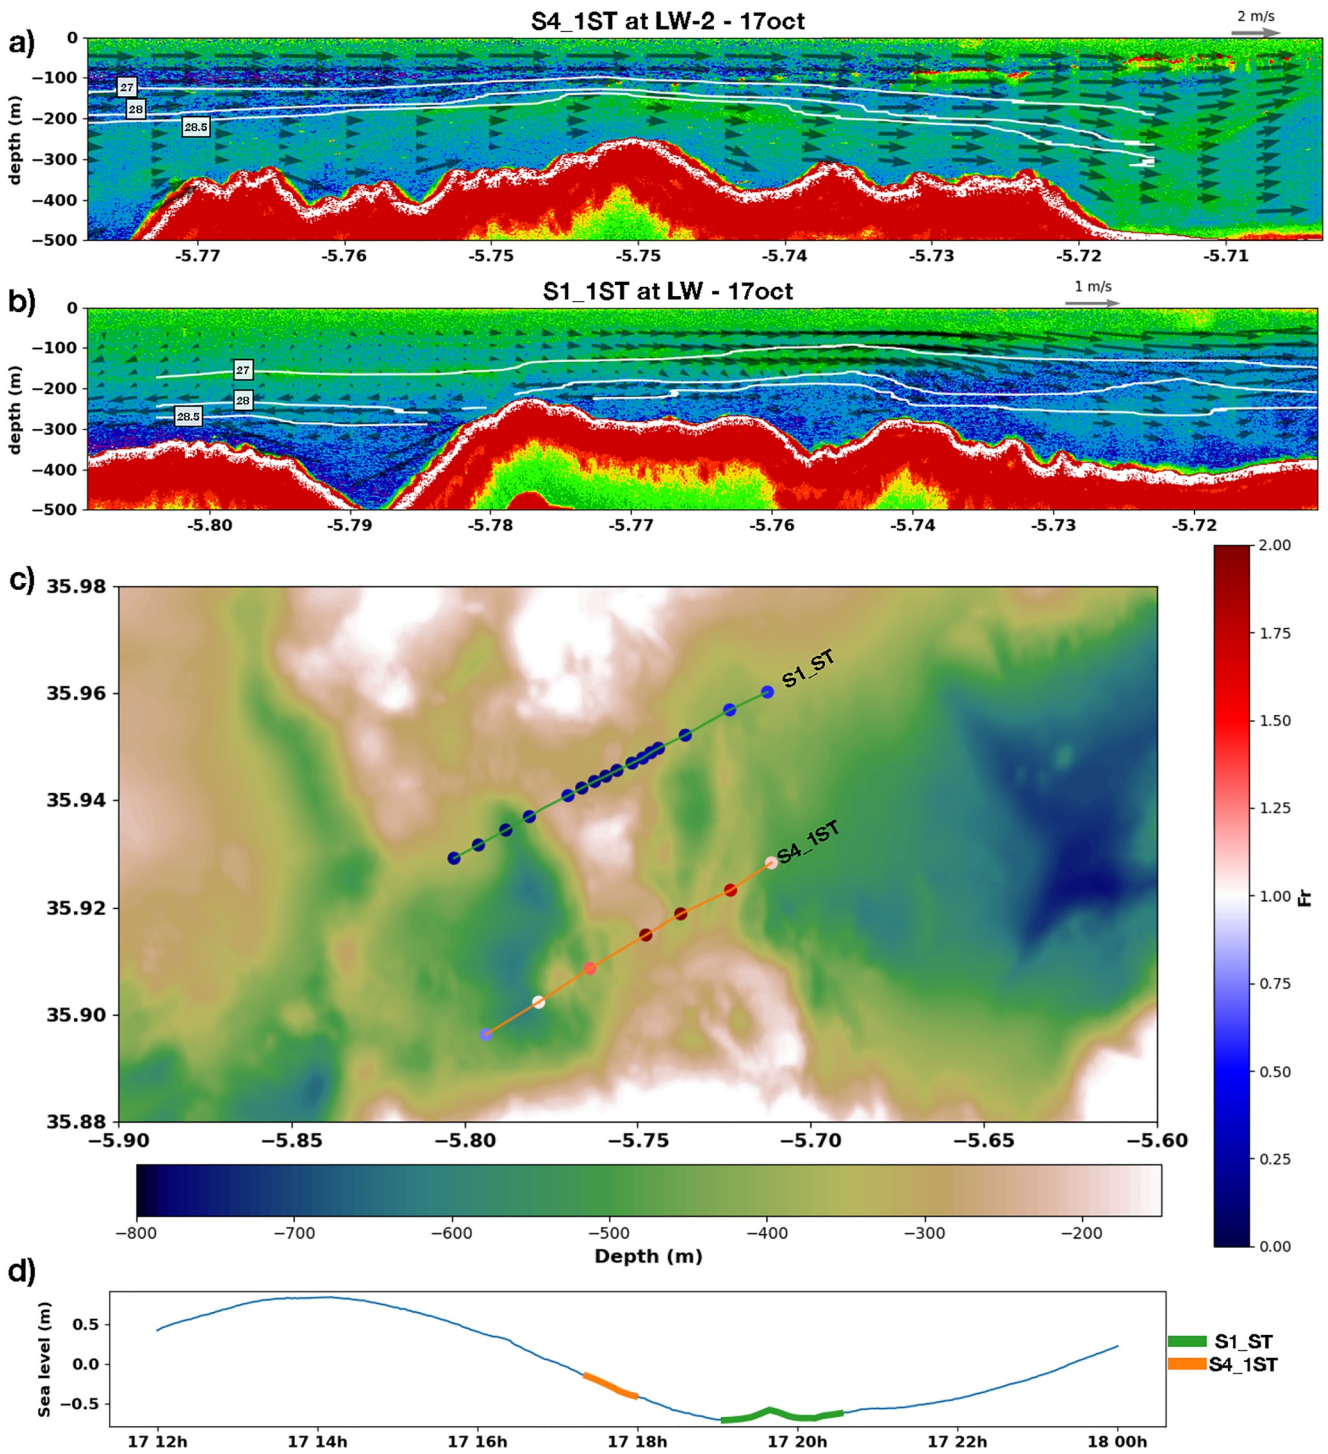 S4_1ST at LW-2 - 17oct
2 m/s
a)
0
−100
−200
−300
−400
−500
depth (m)
27
28
28.5
-5.77
-5.76
-5.75
-5.75
-5.74
-5.73
-5.72
-5.71
b)
S1_1ST at LW - 17oct
1 m/s
0
−100
−200
−300
−400
−500
depth (m)
27
28
28.5
-5.80
-5.79
-5.78
-5.77
-5.76
-5.74
-5.73
-5.72
c)
35.98
35.96
35.94
35.92
35.90
35.88
S1_ST
S4_1ST
−5.90
−5.85
−5.80
−5.75
−5.70
−5.65
−5.60
2.00
1.75
1.50
1.25
1.00
0.75
0.50
0.25
0.00
Fr
−800
−700
−600
−500
−400
−300
−200
Depth (m)
d)
Sea level (m)
0.5
0.0
−0.5
S1_ST
S4_1ST
17 12h
17 14h
17 16h
17 18h
17 20h
17 22h
18 00h